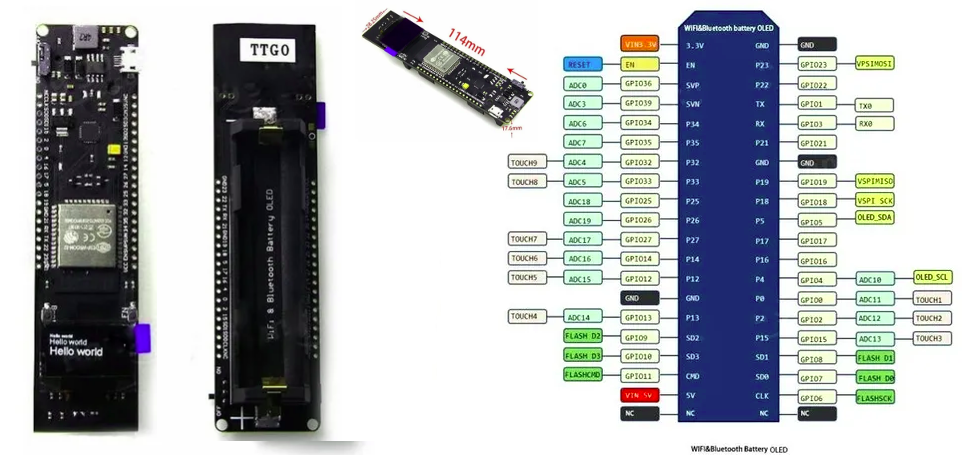 TTGO
WiFi & Bluetooth Battery OLED
Hello world
Hello world
Hello world
28.25mm
114mm
17.6mm
WIFI&Bluetooth battery OLED
VIN3.3V 3.3V GND GND
RESET EN EN P23 GPIO23 VPSIMOSI
ADC0 GPIO36 SVP P22 GPIO22
ADC3 GPIO39 SVN TX GPIO1 TX0
ADC6 GPIO34 P34 RX GPIO3 RX0
ADC7 GPIO35 P35 P21 GPIO21
TOUCH9 ADC4 GPIO32 P32 GND GND
TOUCH8 ADC5 GPIO33 P33 P19 GPIO19 VSPIMISO
ADC18 GPIO25 P25 P18 GPIO18 VSPI SCK
ADC19 GPIO26 P26 P5 GPIO5 OLED_SDA
TOUCH7 ADC17 GPIO27 P27 P17 GPIO17
TOUCH6 ADC16 GPIO14 P14 P16 GPIO16
TOUCH5 ADC15 GPIO12 P12 P4 GPIO4 ADC10 OLED_SCL
GND GND P0 GPIO0 ADC11 TOUCH1
TOUCH4 ADC14 GPIO13 P13 P2 GPIO2 ADC12 TOUCH2
FLASH D2 GPIO9 SD2 P15 GPIO15 ADC13 TOUCH3
FLASH D3 GPIO10 SD3 SD1 GPIO8 FLASH D1
FLASHCMD GPIO11 CMD SD0 GPIO7 FLASH D0
VIN 5V 5V CLK GPIO6 FLASHSCK
NC NC NC NC
WIFI&Bluetooth Battery OLED